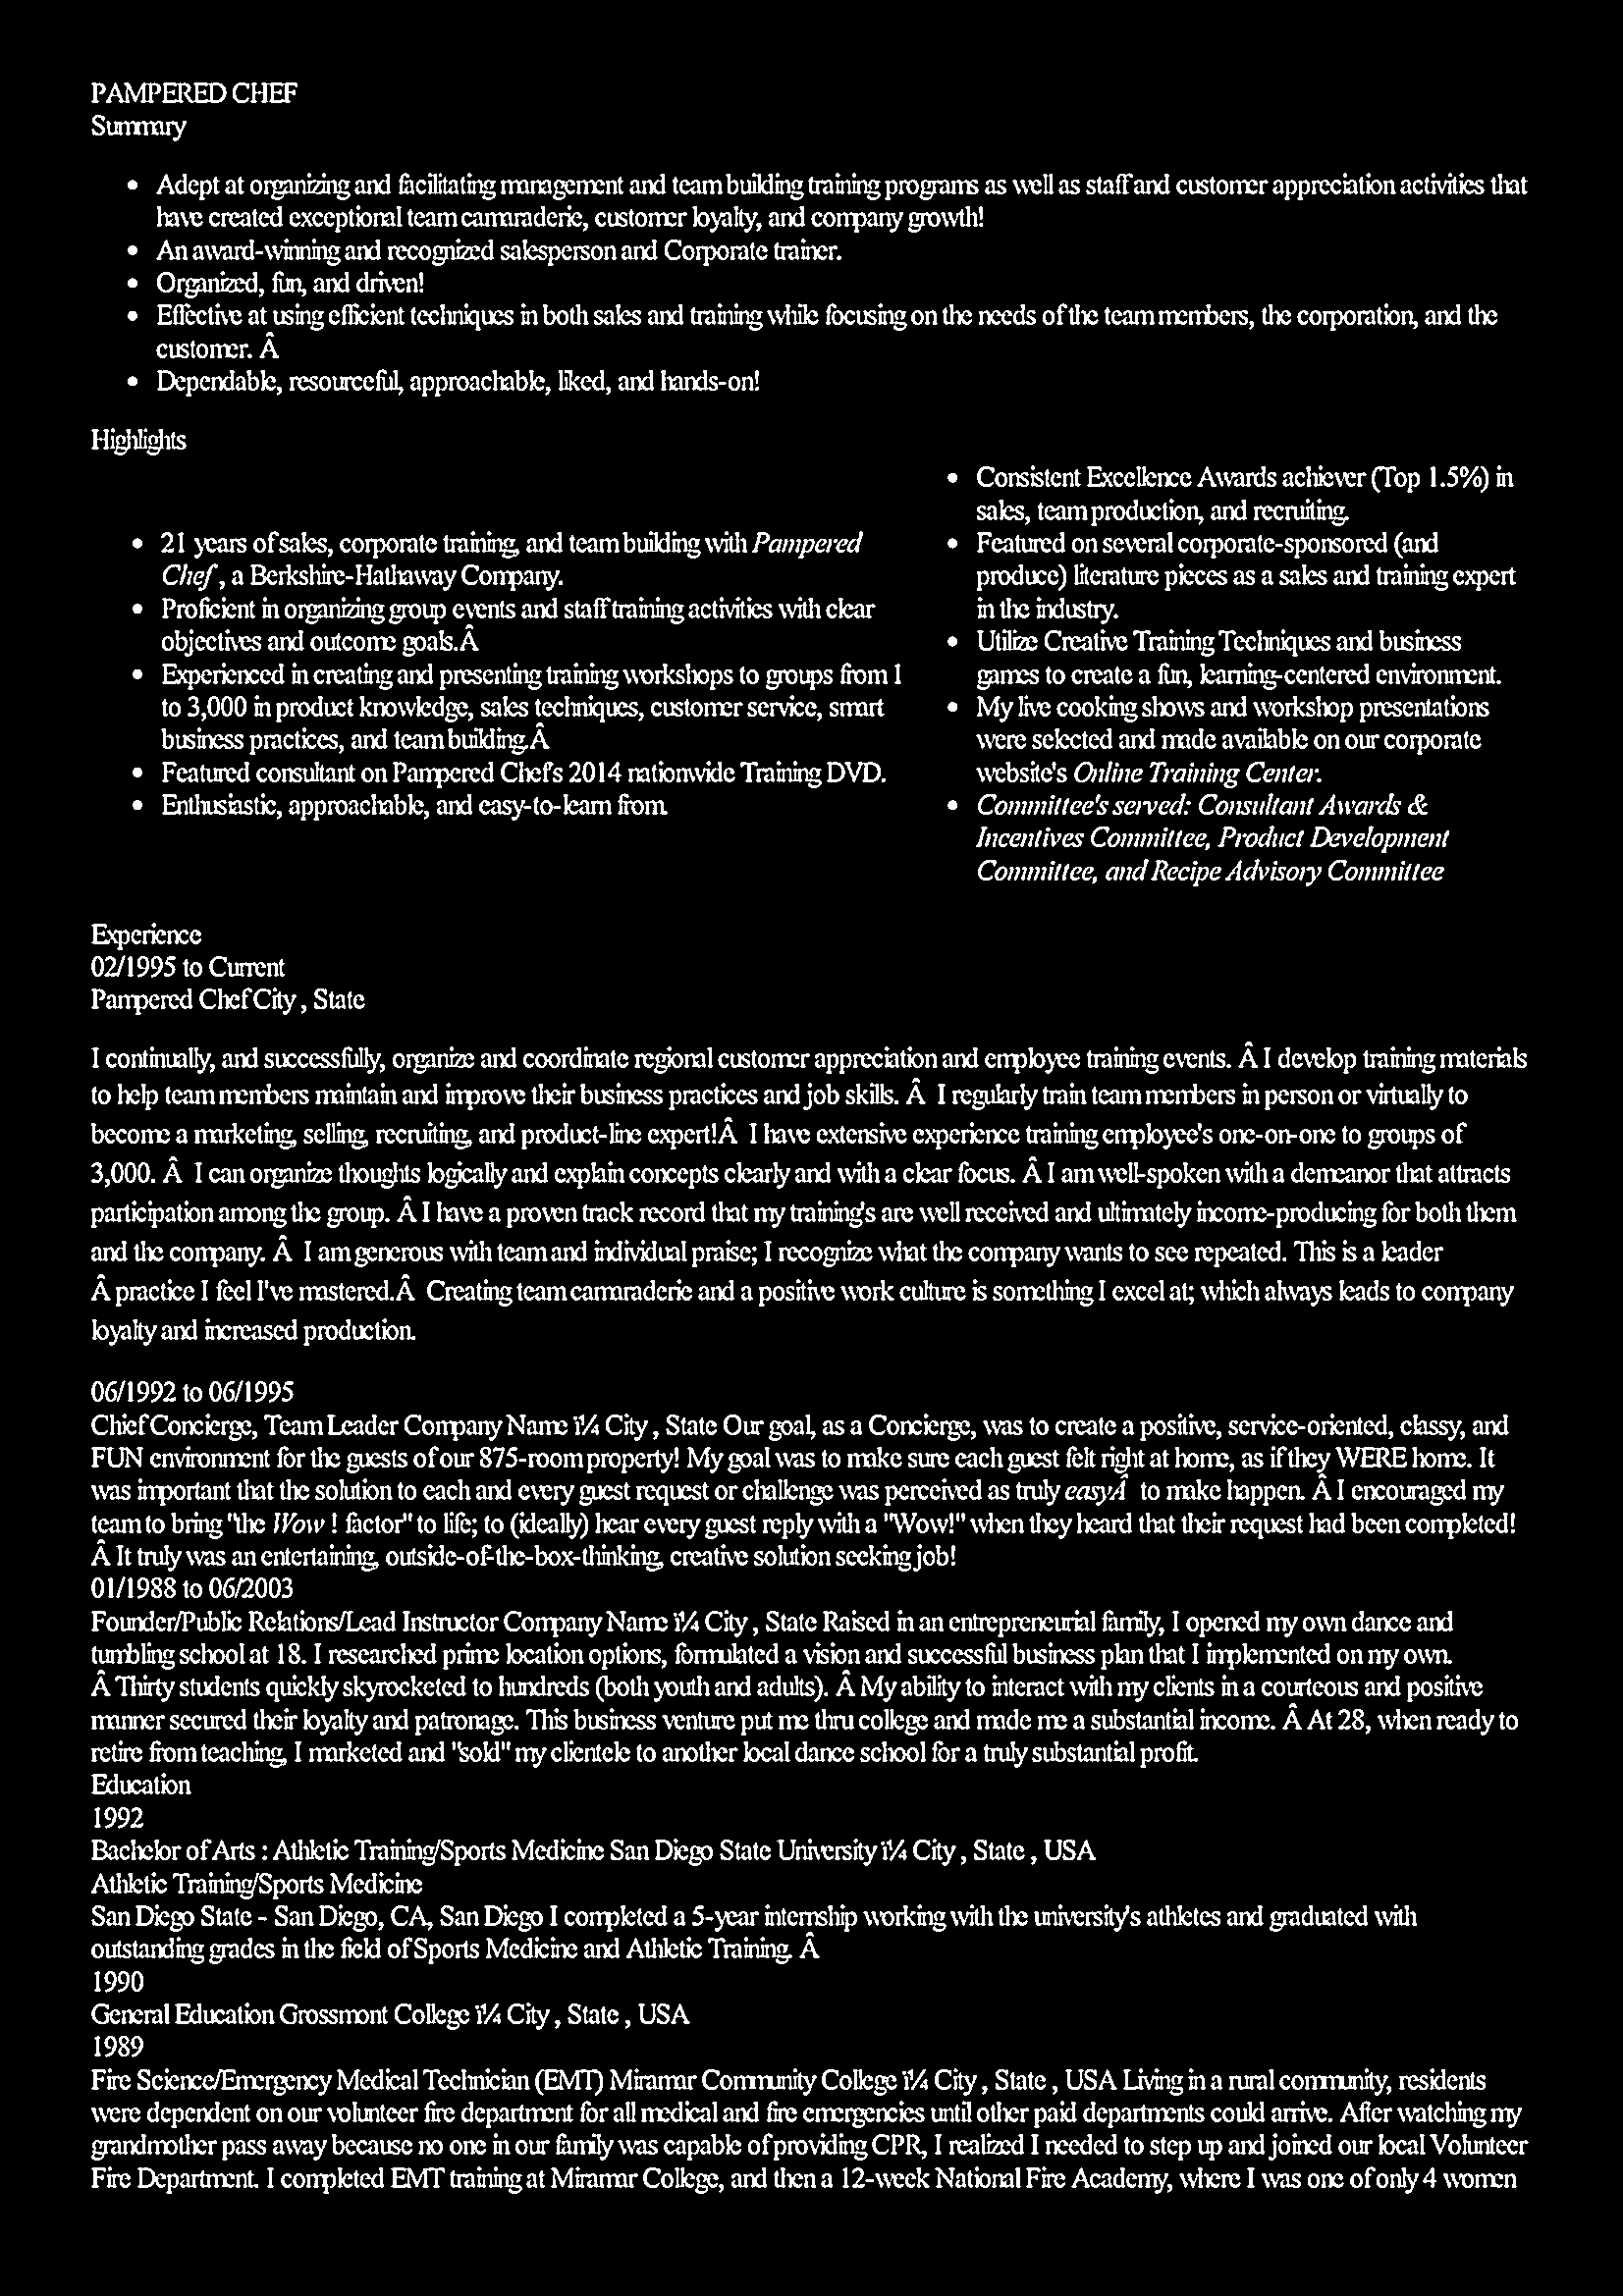 PAMPERED CHEF
Summary
• Adept at organizing and facilitating management and team building training programs as well as staff and customer appreciation activities that
have created exceptional team camaraderie, customer loyalty, and company growth!
• An award-winning and recognized salesperson and Corporate trainer.
• Organized, fun, and driven!
• Effective at using efficient techniques in both sales and training while focusing on the needs of the team members, the corporation, and the
customer. Â
• Dependable, resourceful, approachable, liked, and hands-on!
Highlights
• 21 years of sales, corporate training, and team building with Pampered
Chef, a Berkshire-Hathaway Company.
• Proficient in organizing group events and staff training activities with clear
objectives and outcome goals.Â
• Experienced in creating and presenting training workshops to groups from 1
to 3,000 in product knowledge, sales techniques, customer service, smart
business practices, and team building.Â
• Featured consultant on Pampered Chef's 2014 nationwide Training DVD.
• Enthusiastic, approachable, and easy-to-learn from.
• Consistent Excellence Awards achiever (Top 1.5%) in
sales, team production, and recruiting.
• Featured on several corporate-sponsored (and
produce) literature pieces as a sales and training expert
in the industry.
• Utilize Creative Training Techniques and business
games to create a fun, learning-centered environment.
• My live cooking shows and workshop presentations
were selected and made available on our corporate
website's Online Training Center.
• Committee's served: Consultant Awards &
Incentives Committee, Product Development
Committee, and Recipe Advisory Committee
Experience
02/1995 to Current
Pampered Chef City , State
I continually, and successfully, organize and coordinate regional customer appreciation and employee training events. Â I develop training materials
to help team members maintain and improve their business practices and job skills. Â I regularly train team members in person or virtually to
become a marketing, selling, recruiting, and product-line expert!Â I have extensive experience training employee's one-on-one to groups of
3,000. Â I can organize thoughts logically and explain concepts clearly and with a clear focus. Â I am well-spoken with a demeanor that attracts
participation among the group. Â I have a proven track record that my training's are well received and ultimately income-producing for both them
and the company. Â I am generous with team and individual praise; I recognize what the company wants to see repeated. This is a leader
Â practice I feel I've mastered.Â Creating team camaraderie and a positive work culture is something I excel at; which always leads to company
loyalty and increased production.
06/1992 to 06/1995
Chief Concierge, Team Leader Company Name ï¼ City , State Our goal, as a Concierge, was to create a positive, service-oriented, classy, and
FUN environment for the guests of our 875-room property! My goal was to make sure each guest felt right at home, as if they WERE home. It
was important that the solution to each and every guest request or challenge was perceived as truly easyÂ to make happen. Â I encouraged my
team to bring "the Wow ! factor" to life; to (ideally) hear every guest reply with a "Wow!" when they heard that their request had been completed!
Â It truly was an entertaining, outside-of-the-box-thinking, creative solution seeking job!
01/1988 to 06/2003
Founder/Public Relations/Lead Instructor Company Name ï¼ City , State Raised in an entrepreneurial family, I opened my own dance and
tumbling school at 18. I researched prime location options, formulated a vision and successful business plan that I implemented on my own.
Â Thirty students quickly skyrocketed to hundreds (both youth and adults). Â My ability to interact with my clients in a courteous and positive
manner secured their loyalty and patronage. This business venture put me thru college and made me a substantial income. Â At 28, when ready to
retire from teaching, I marketed and "sold" my clientele to another local dance school for a truly substantial profit.
Education
1992
Bachelor of Arts : Athletic Training/Sports Medicine San Diego State University ï¼ City , State , USA
Athletic Training/Sports Medicine
San Diego State - San Diego, CA, San Diego I completed a 5-year internship working with the university's athletes and graduated with
outstanding grades in the field of Sports Medicine and Athletic Training. Â
1990
General Education Grossmont College ï¼ City , State , USA
1989
Fire Science/Emergency Medical Technician (EMT) Miramar Community College ï¼ City , State , USA Living in a rural community, residents
were dependent on our volunteer fire department for all medical and fire emergencies until other paid departments could arrive. After watching my
grandmother pass away because no one in our family was capable of providing CPR, I realized I needed to step up and joined our local Volunteer
Fire Department. I completed EMT training at Miramar College, and then a 12-week National Fire Academy, where I was one of only 4 women